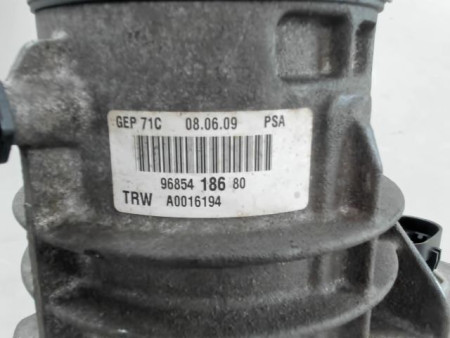 GEP 71C 08.06.09 PSA
96854 186 80
TRW A0016194